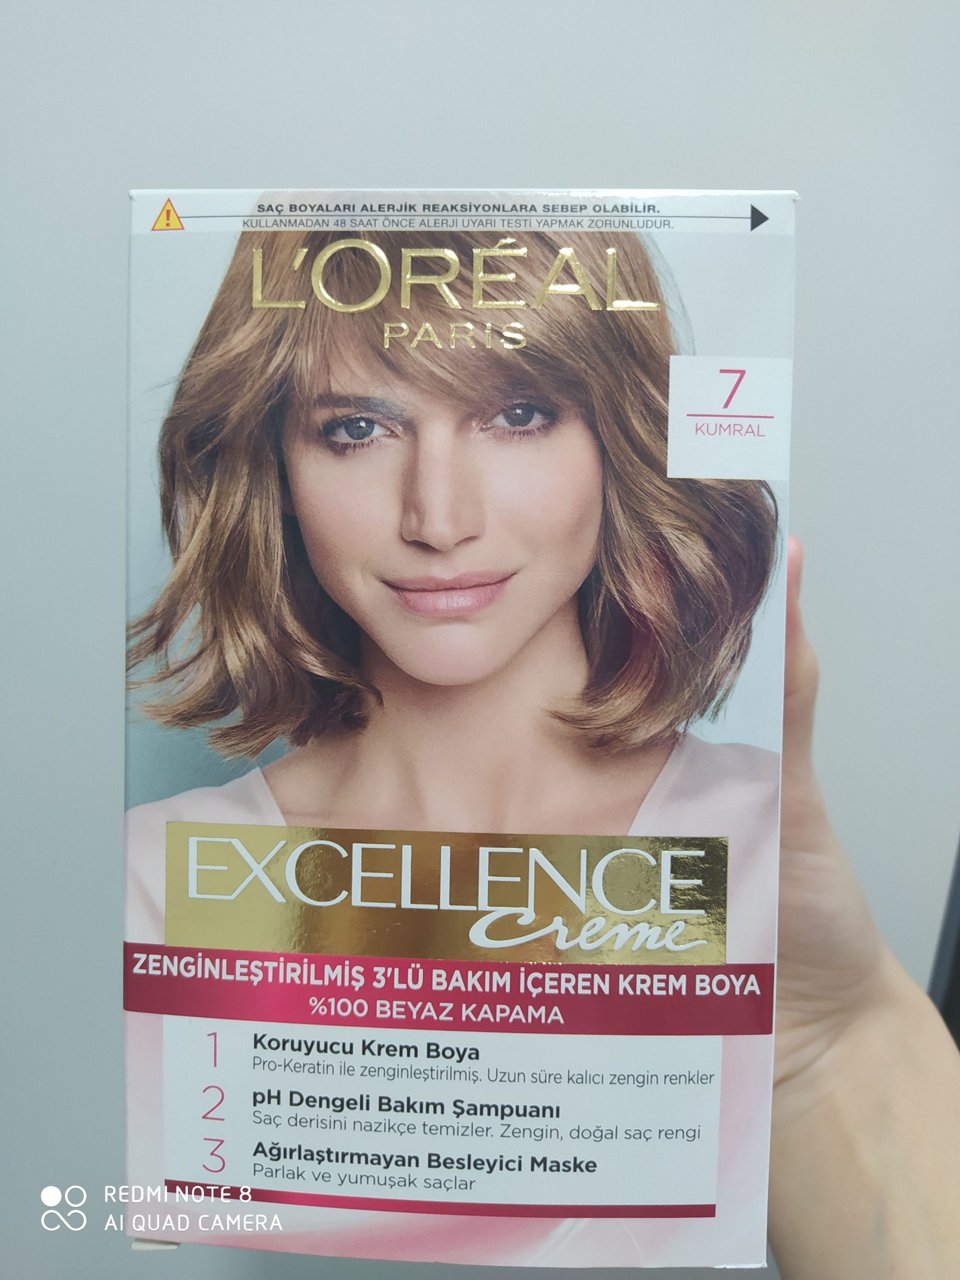 SAÇ BOYALARI ALERJİK REAKSİYONLARA SEBEP OLABİLİR.
KULLANMADAN 48 SAAT ÖNCE ALERJİ UYARI TESTİ YAPMAK ZORUNLUDUR.
L'ORÉAL
PARIS
7
KUMRAL
EXCELLENCE
Creme
ZENGİNLEŞTİRİLMİŞ 3'LÜ BAKIM İÇEREN KREM BOYA
%100 BEYAZ KAPAMA
1 Koruyucu Krem Boya
Pro-Keratin ile zenginleştirilmiş. Uzun süre kalıcı zengin renkler
2 pH Dengeli Bakım Şampuanı
Saç derisini nazikçe temizler. Zengin, doğal saç rengi
3 Ağırlaştırmayan Besleyici Maske
Parlak ve yumuşak saçlar
REDMI NOTE 8
AI QUAD CAMERA